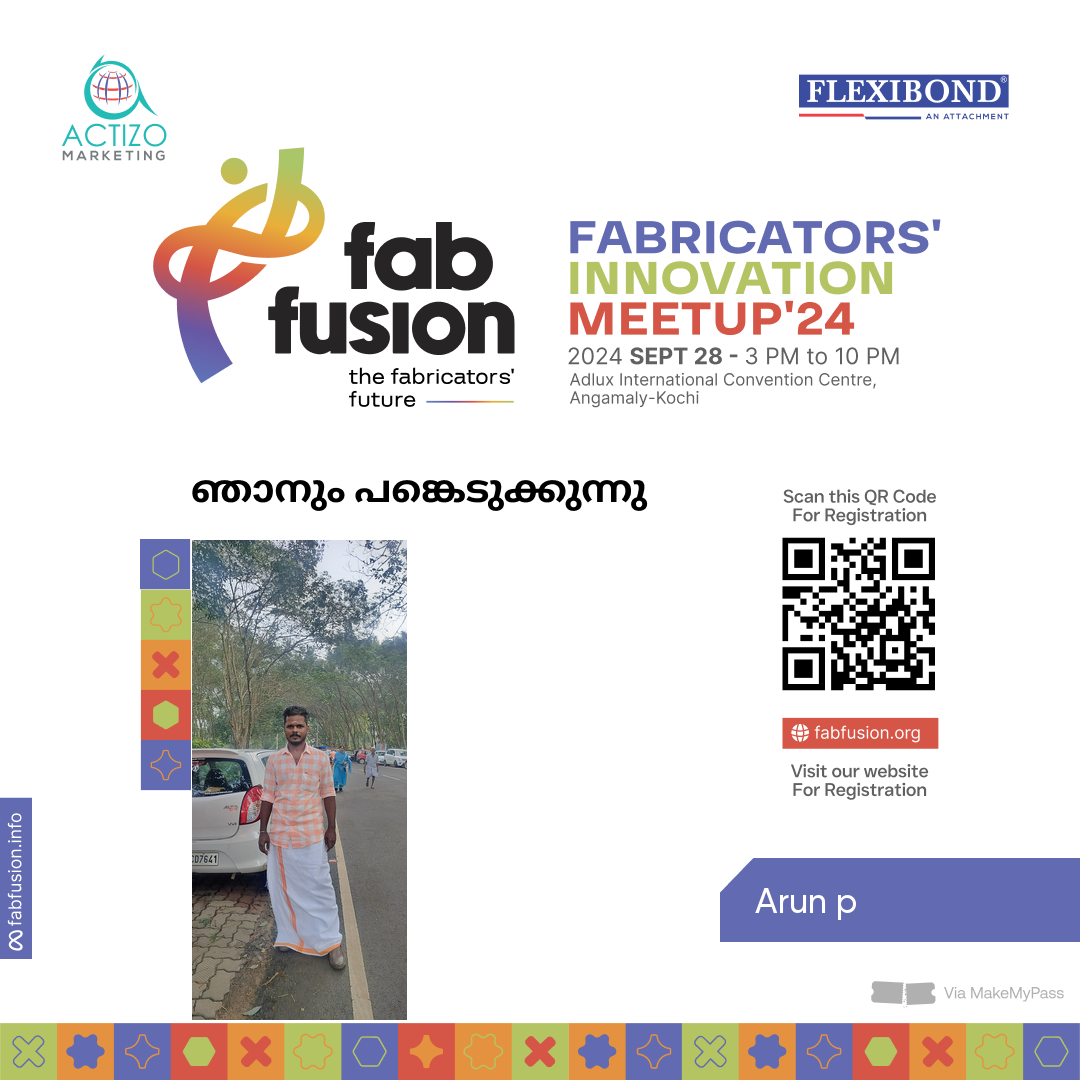 ACTIZO
MARKETING
FLEXIBOND®
AN ATTACHMENT
fab
fusion
the fabricators'
future
FABRICATORS'
INNOVATION
MEETUP'24
2024 SEPT 28 - 3 PM to 10 PM
Adlux International Convention Centre,
Angamaly-Kochi
ഞാനും പങ്കെടുക്കുന്നു
Scan this QR Code
For Registration
fabfusion.org
Visit our website
For Registration
fabfusion.info
Arun p
Via MakeMyPass